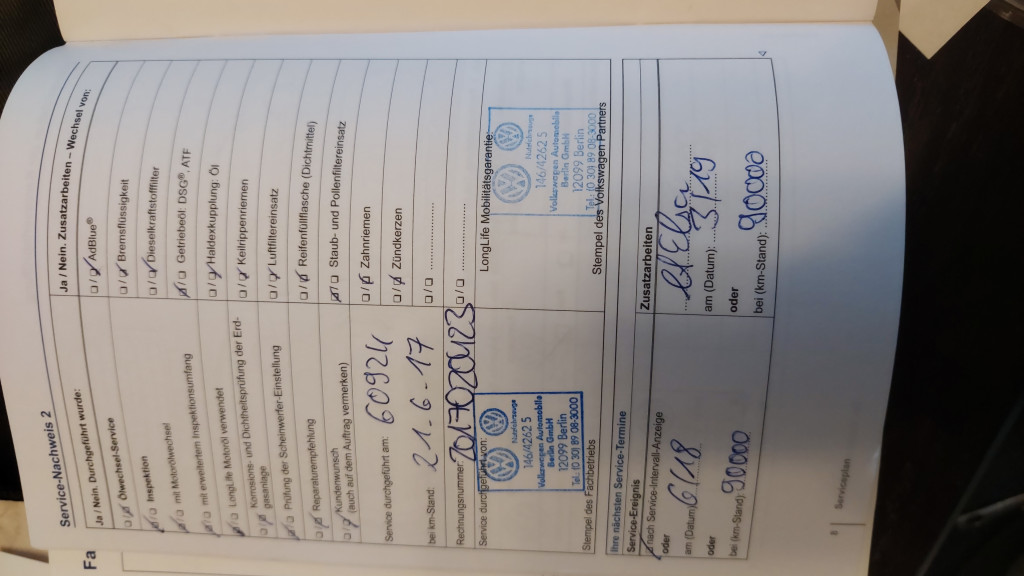 Fa
Service-Nachweis 2
Ja / Nein. Durchgeführt wurde:
Ölwechsel-Service
Inspektion
mit Motorölwechsel
mit erweitertem Inspektionsumfang
LongLife Motoröl verwendet
Korrosions- und Dichtheitsprüfung der Erd-
gasanlage
Prüfung der Scheinwerfer-Einstellung
Reparaturempfehlung
Kundenwunsch
(auch auf dem Auftrag vermerken)
Service durchgeführt am: 60924
bei km-Stand: 21-6-17
Rechnungsnummer: 2017020423
Service durchgeführt von:
Nutzfahrzeuge
146/4262 5
Volkswagen Automobile
Berlin GmbH
12099 Berlin
Tel. (0 30) 89 08-3000
Stempel des Fachbetriebs
Ja / Nein. Zusatzarbeiten – Wechsel von:
AdBlue®
Bremsflüssigkeit
Dieselkraftstofffilter
Getriebeöl: DSG®, ATF
Haldexkupplung: Öl
Keilrippenriemen
Luftfiltereinsatz
Reifenfüllflasche (Dichtmittel)
Staub- und Pollenfiltereinsatz
Zahnriemen
Zündkerzen
LongLife Mobilitätsgarantie:
Nutzfahrzeuge
146/4262 5
Volkswagen Automobile
Berlin GmbH
12099 Berlin
Tel. (0 30) 89 08-3000
Stempel des Volkswagen Partners
Ihre nächsten Service-Termine
Service-Ereignis
nach Service-Intervall-Anzeige
oder
am (Datum) 6/18
oder
bei (km-Stand): 90000
Zusatzarbeiten
am (Datum): 3/19
oder
bei (km-Stand): 90000
8
Serviceplan